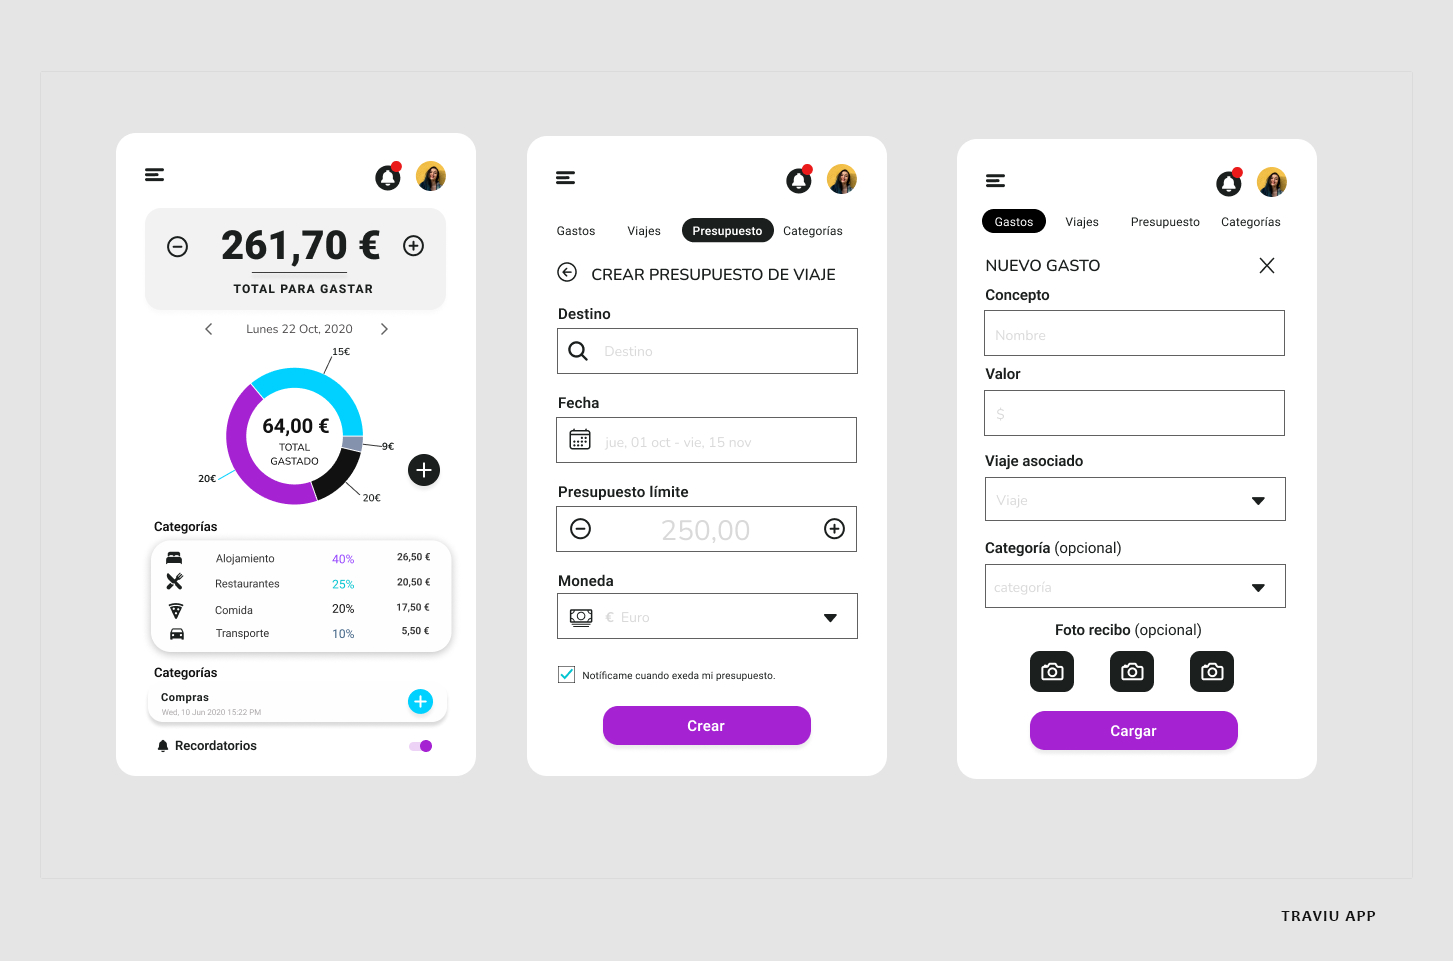 261,70 €
TOTAL PARA GASTAR
Lunes 22 Oct, 2020
15€
64,00 €
TOTAL
GASTADO
9€
20€
20€
Categorías
Alojamiento 40% 26,50 €
Restaurantes 25% 20,50 €
Comida 20% 17,50 €
Transporte 10% 5,50 €
Categorías
Compras
Wed, 10 Jun 2020 15:22 PM
Recordatorios
Gastos Viajes Presupuesto Categorías
CREAR PRESUPUESTO DE VIAJE
Destino
Destino
Fecha
jue, 01 oct - vie, 15 nov
Presupuesto límite
250,00
Moneda
€ Euro
Notifícame cuando exeda mi presupuesto.
Crear
Gastos Viajes Presupuesto Categorías
NUEVO GASTO
Concepto
Nombre
Valor
$
Viaje asociado
Viaje
Categoría (opcional)
categoría
Foto recibo (opcional)
Cargar
TRAVIU APP